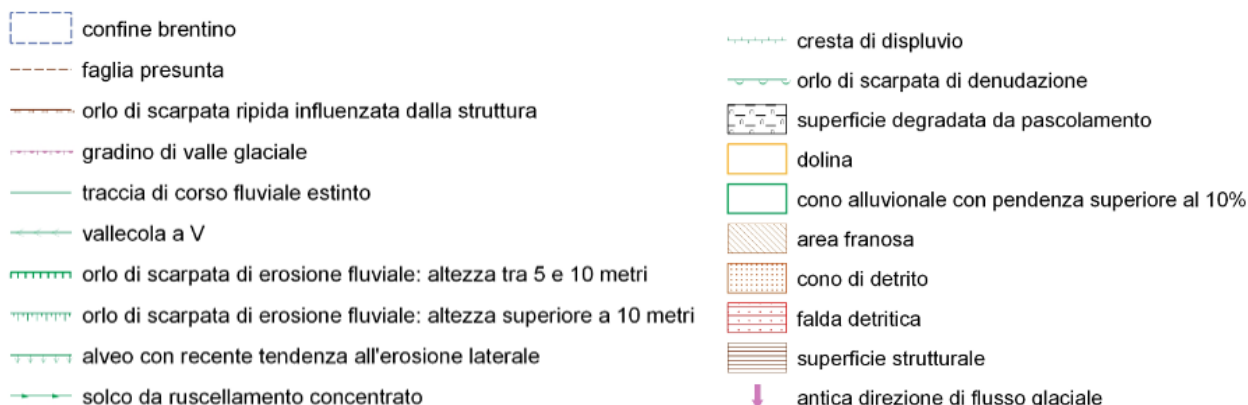 confine brentino
faglia presunta
orlo di scarpata ripida influenzata dalla struttura
gradino di valle glaciale
traccia di corso fluviale estinto
vallecola a V
orlo di scarpata di erosione fluviale: altezza tra 5 e 10 metri
orlo di scarpata di erosione fluviale: altezza superiore a 10 metri
alveo con recente tendenza all'erosione laterale
solco da ruscellamento concentrato
cresta di displuvio
orlo di scarpata di denudazione
superficie degradata da pascolamento
dolina
cono alluvionale con pendenza superiore al 10%
area franosa
cono di detrito
falda detritica
superficie strutturale
antica direzione di flusso glaciale